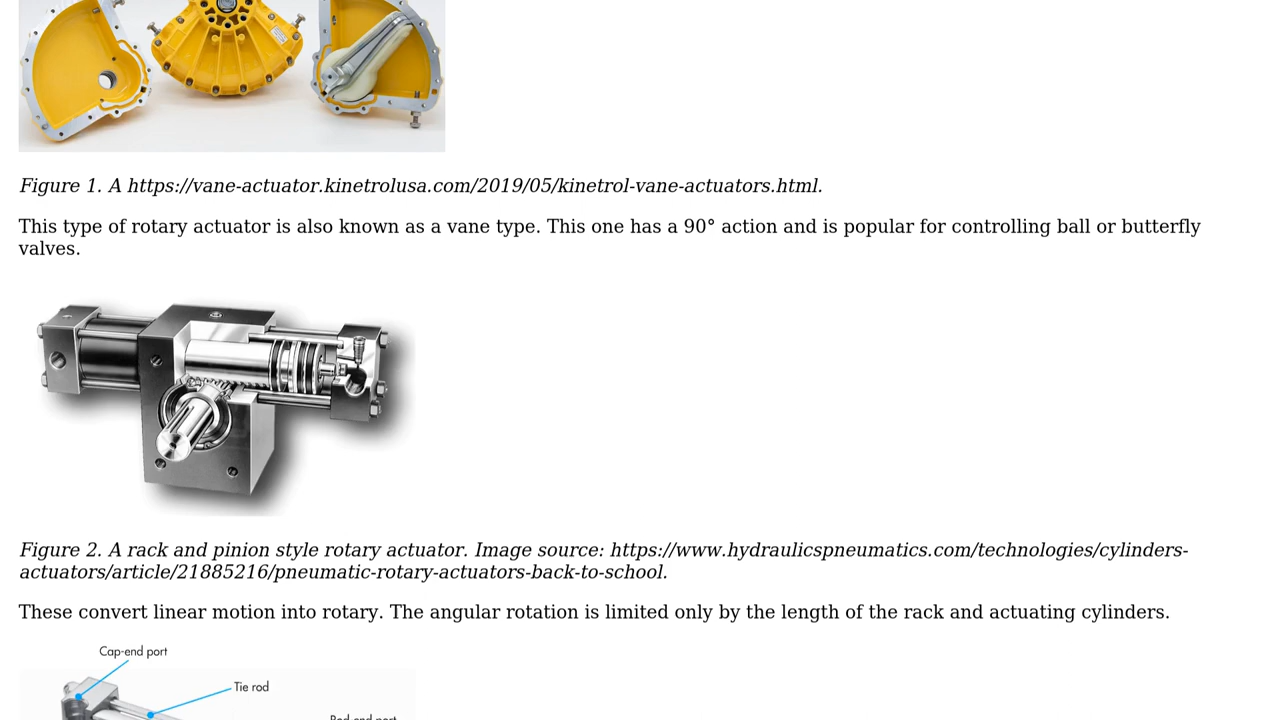 Figure 1. A https://vane-actuator.kinetrolusa.com/2019/05/kinetrol-vane-actuators.html.
This type of rotary actuator is also known as a vane type. This one has a 90° action and is popular for controlling ball or butterfly
valves.
Figure 2. A rack and pinion style rotary actuator. Image source: https://www.hydraulicspneumatics.com/technologies/cylinders-
actuators/article/21885216/pneumatic-rotary-actuators-back-to-school.
These convert linear motion into rotary. The angular rotation is limited only by the length of the rack and actuating cylinders.
Cap-end port
Tie rod